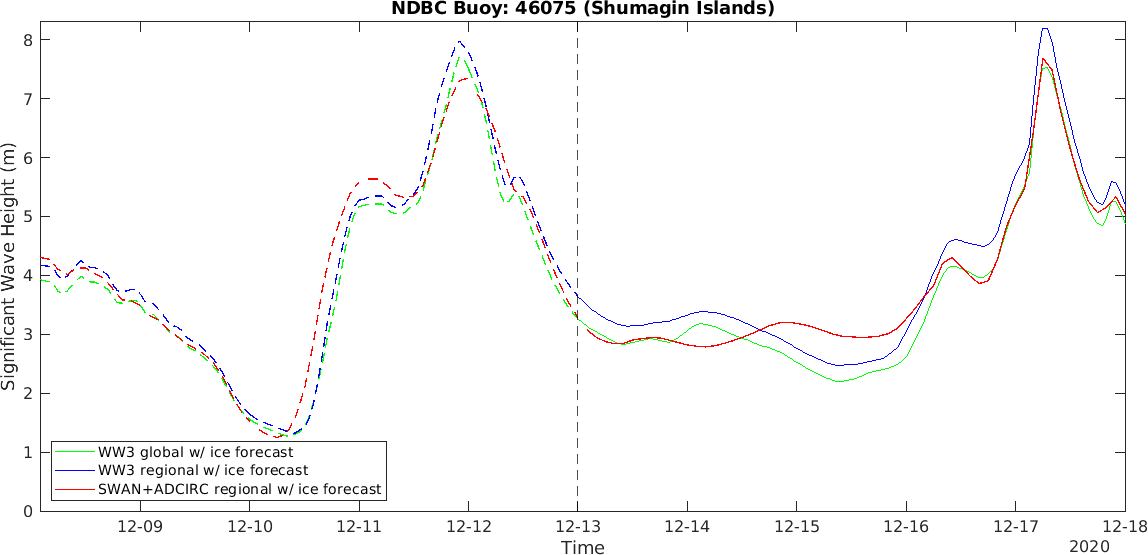 NDBC Buoy: 46075 (Shumagin Islands)
8
7
6
5
4
3
2
1
0
Significant Wave Height (m)
WW3 global w/ ice forecast
WW3 regional w/ ice forecast
SWAN+ADCIRC regional w/ ice forecast
12-09 12-10 12-11 12-12 12-13 12-14 12-15 12-16 12-17 12-18
Time
2020